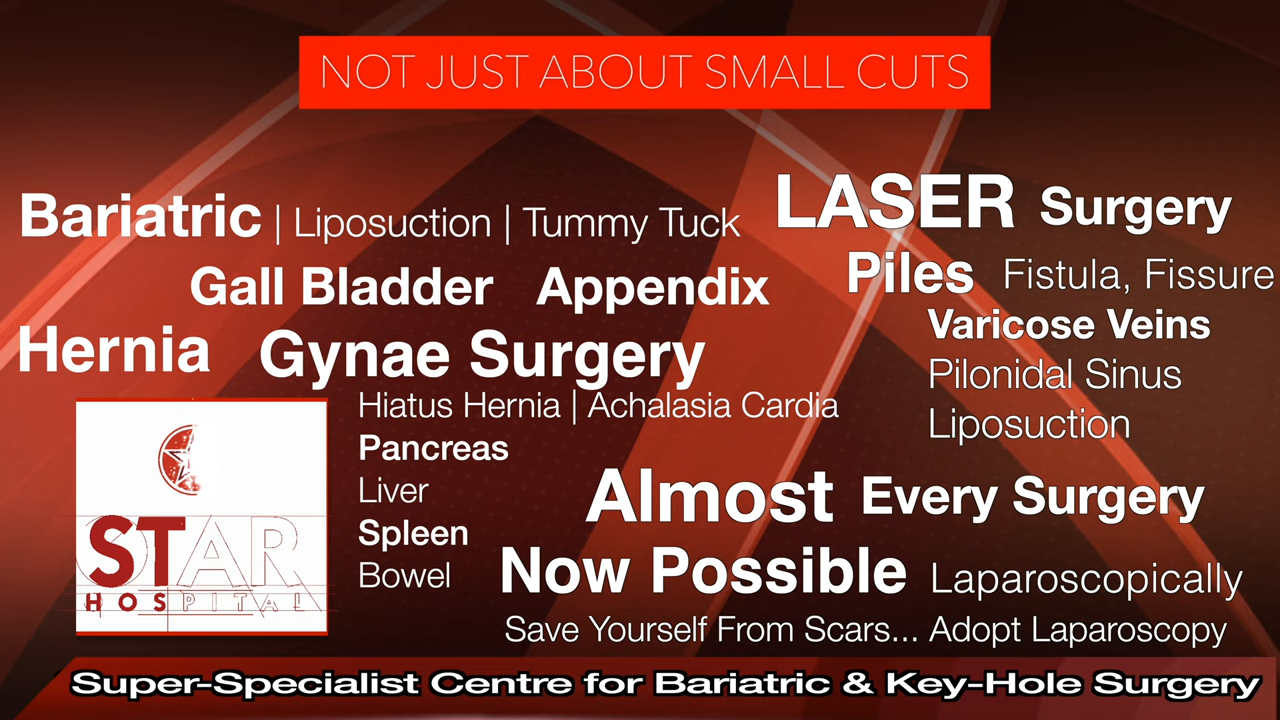 NOT JUST ABOUT SMALL CUTS
Bariatric | Liposuction | Tummy Tuck
Gall Bladder Appendix
Hernia Gynae Surgery
Hiatus Hernia | Achalasia Cardia
Pancreas
Liver
Spleen
Bowel
LASER Surgery
Piles Fistula, Fissure
Varicose Veins
Pilonidal Sinus
Liposuction
Almost Every Surgery
Now Possible Laparoscopically
Save Yourself From Scars... Adopt Laparoscopy
STAR
HOSPITAL
Super-Specialist Centre for Bariatric & Key-Hole Surgery